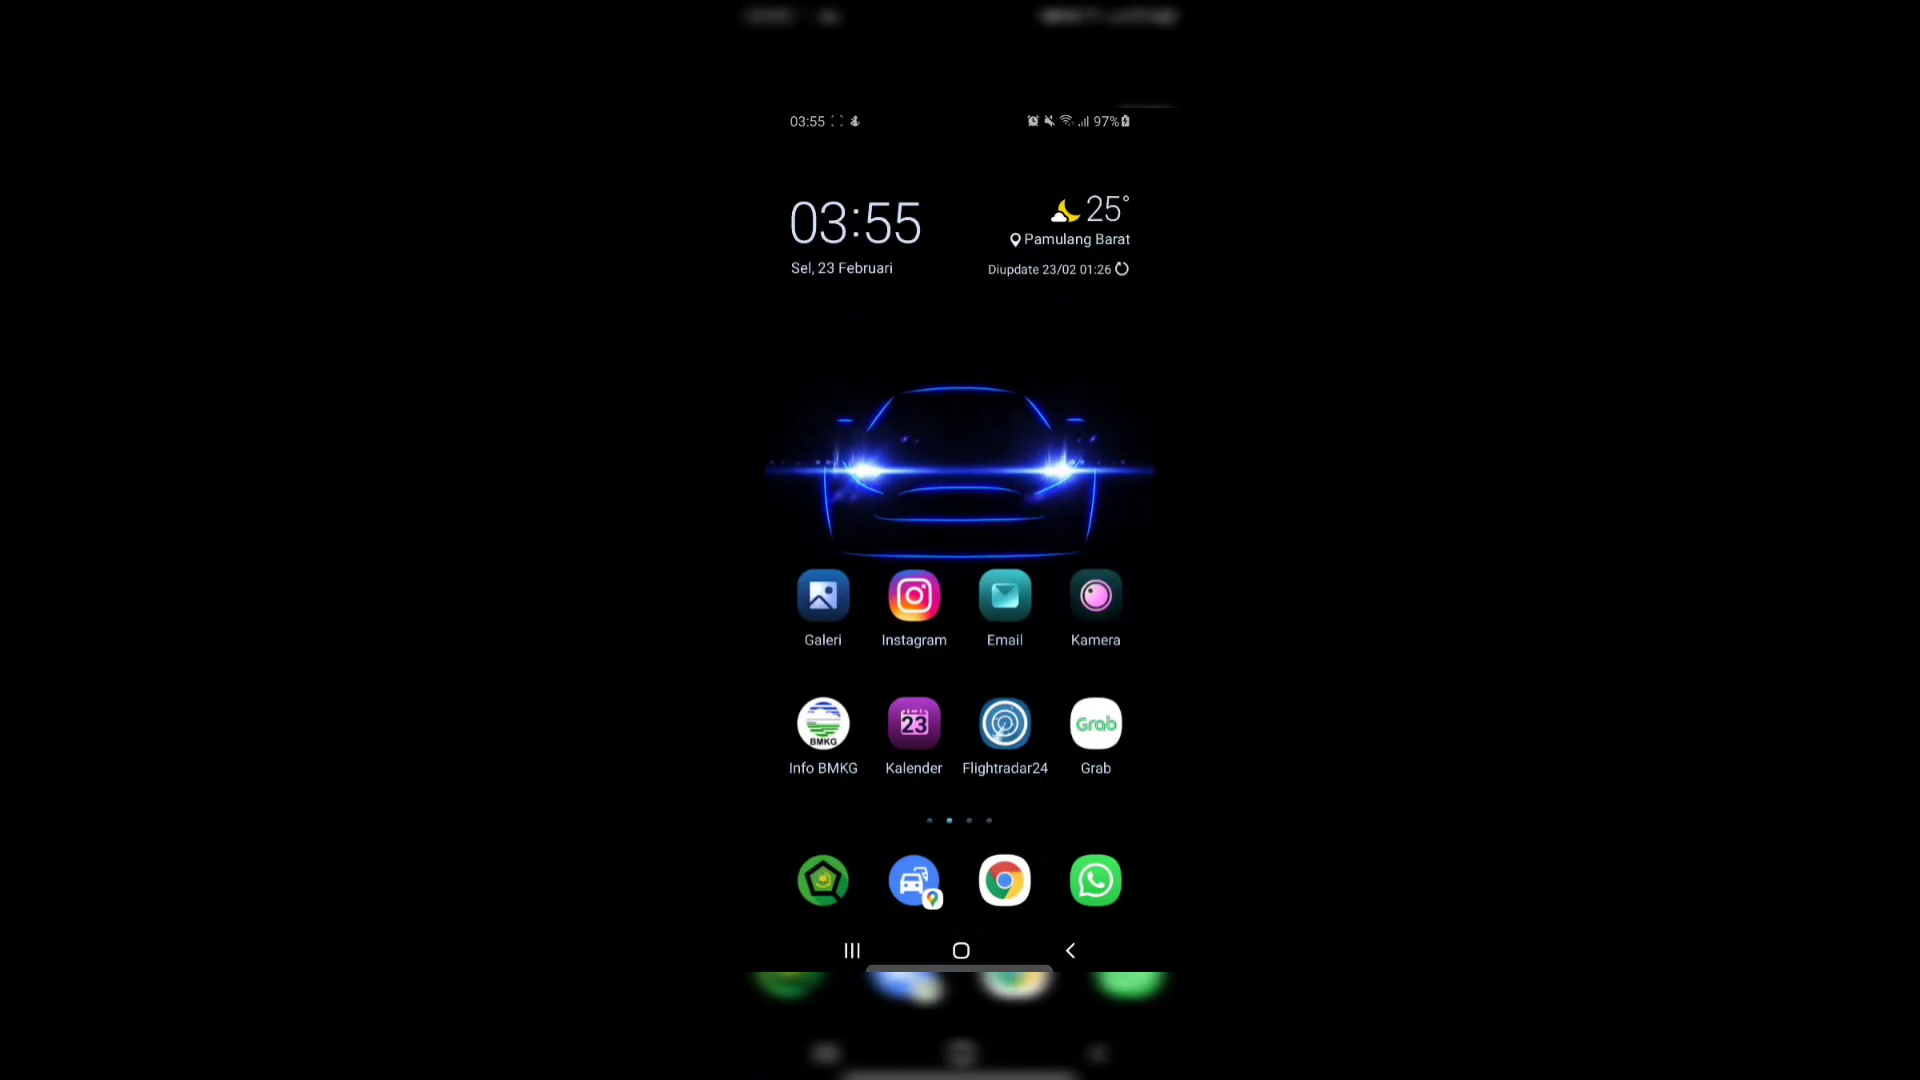 03:55
97%
03:55
25°
Pamulang Barat
Sel, 23 Februari
Diupdate 23/02 01:26
Galeri
Instagram
Email
Kamera
BMKG
23
Grab
Info BMKG
Kalender
Flightradar24
Grab